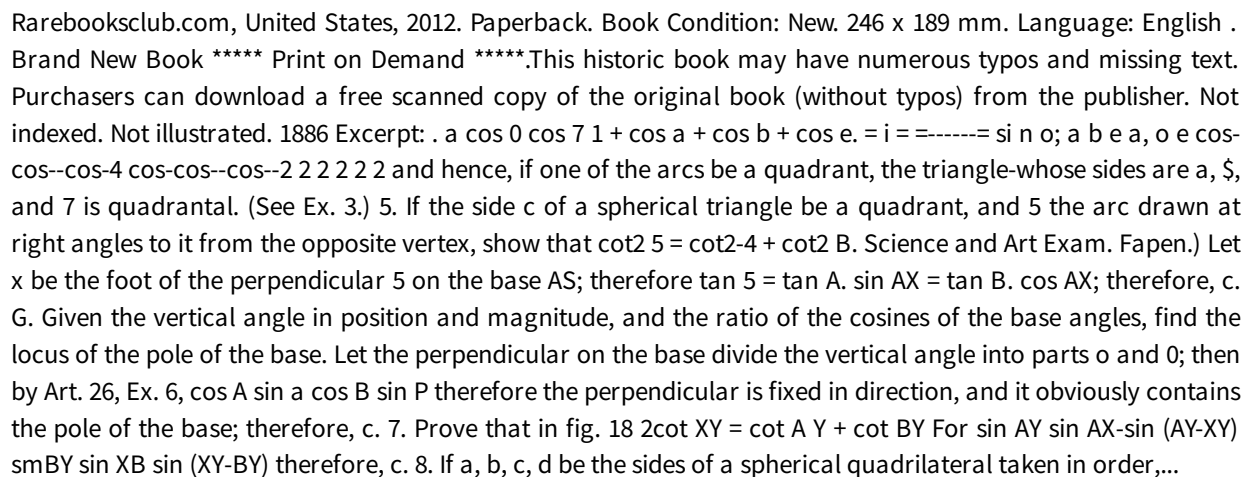 Rarebooksclub.com, United States, 2012. Paperback. Book Condition: New. 246 x 189 mm. Language: English .
Brand New Book ***** Print on Demand *****.This historic book may have numerous typos and missing text.
Purchasers can download a free scanned copy of the original book (without typos) from the publisher. Not
indexed. Not illustrated. 1886 Excerpt: . a cos 0 cos 7 1 + cos a + cos b + cos e. = i = =------= si n o; a b e a, o e cos-
cos--cos-4 cos-cos--cos--2 2 2 2 2 2 and hence, if one of the arcs be a quadrant, the triangle-whose sides are a, $,
and 7 is quadrantal. (See Ex. 3.) 5. If the side c of a spherical triangle be a quadrant, and 5 the arc drawn at
right angles to it from the opposite vertex, show that cot2 5 = cot2-4 + cot2 B. Science and Art Exam. Fapen.) Let
x be the foot of the perpendicular 5 on the base AS; therefore tan 5 = tan A. sin AX = tan B. cos AX; therefore, c.
G. Given the vertical angle in position and magnitude, and the ratio of the cosines of the base angles, find the
locus of the pole of the base. Let the perpendicular on the base divide the vertical angle into parts o and 0; then
by Art. 26, Ex. 6, cos A sin a cos B sin P therefore the perpendicular is fixed in direction, and it obviously contains
the pole of the base; therefore, c. 7. Prove that in fig. 18 2cot XY = cot A Y + cot BY For sin AY sin AX-sin (AY-XY)
smBY sin XB sin (XY-BY) therefore, c. 8. If a, b, c, d be the sides of a spherical quadrilateral taken in order,...